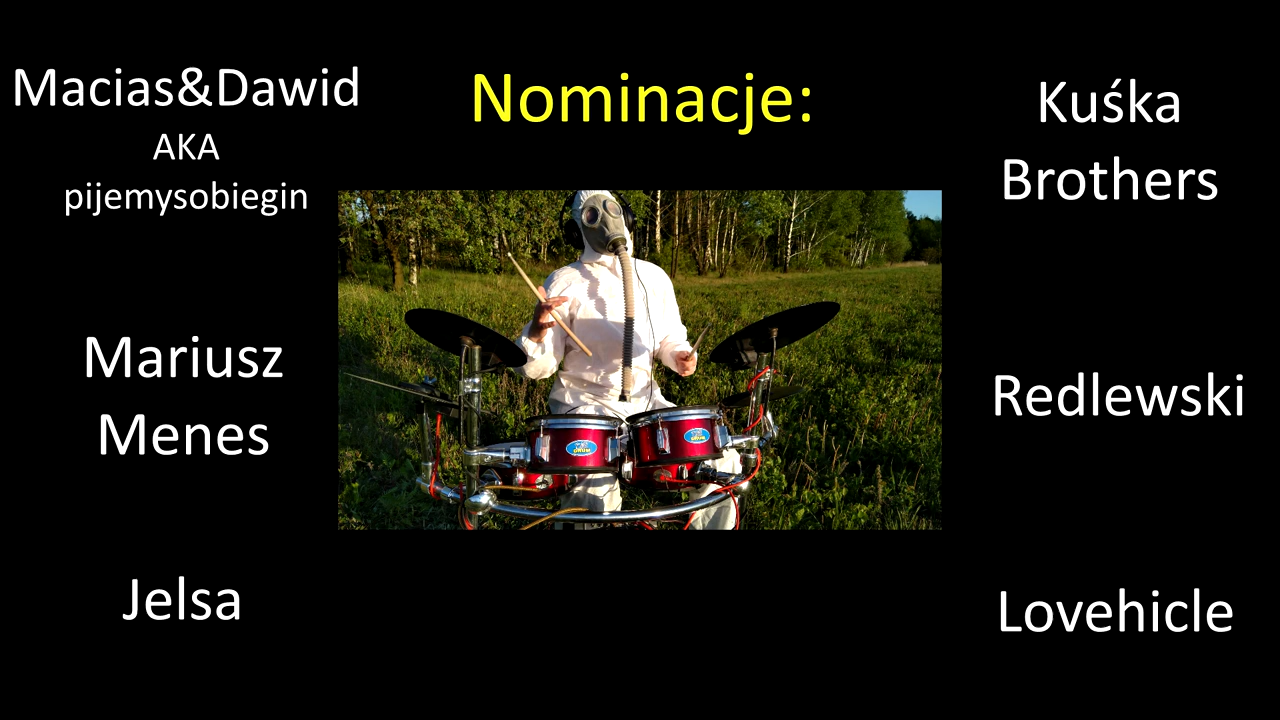 Nominacje:
Macias&Dawid
AKA
pijemysobiegin
Mariusz
Menes
Jelsa
Kuśka
Brothers
Redlewski
Lovehicle